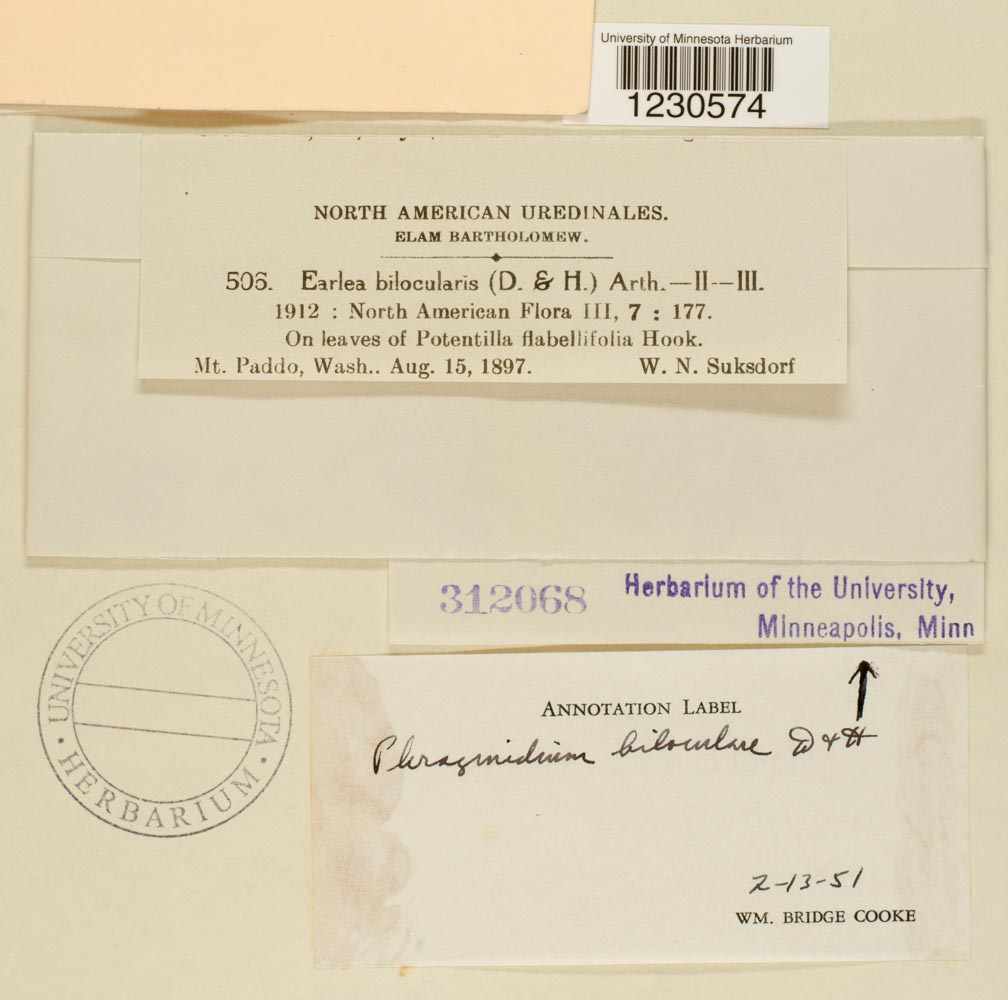 University of Minnesota Herbarium
1230574
NORTH AMERICAN UREDINALES.
ELAM BARTHOLOMEW.
506. Earlea bilocularis (D. & H.) Arth.—II--III.
1912 : North American Flora III, 7 : 177.
On leaves of Potentilla flabellifolia Hook.
Mt. Paddo, Wash.. Aug. 15, 1897. W. N. Suksdorf
312068 Herbarium of the University,
Minneapolis, Minn
UNIVERSITY OF MINNESOTA
• HERBARIUM •
ANNOTATION LABEL
Phragmidium biloculare D & H
2-13-51
WM. BRIDGE COOKE